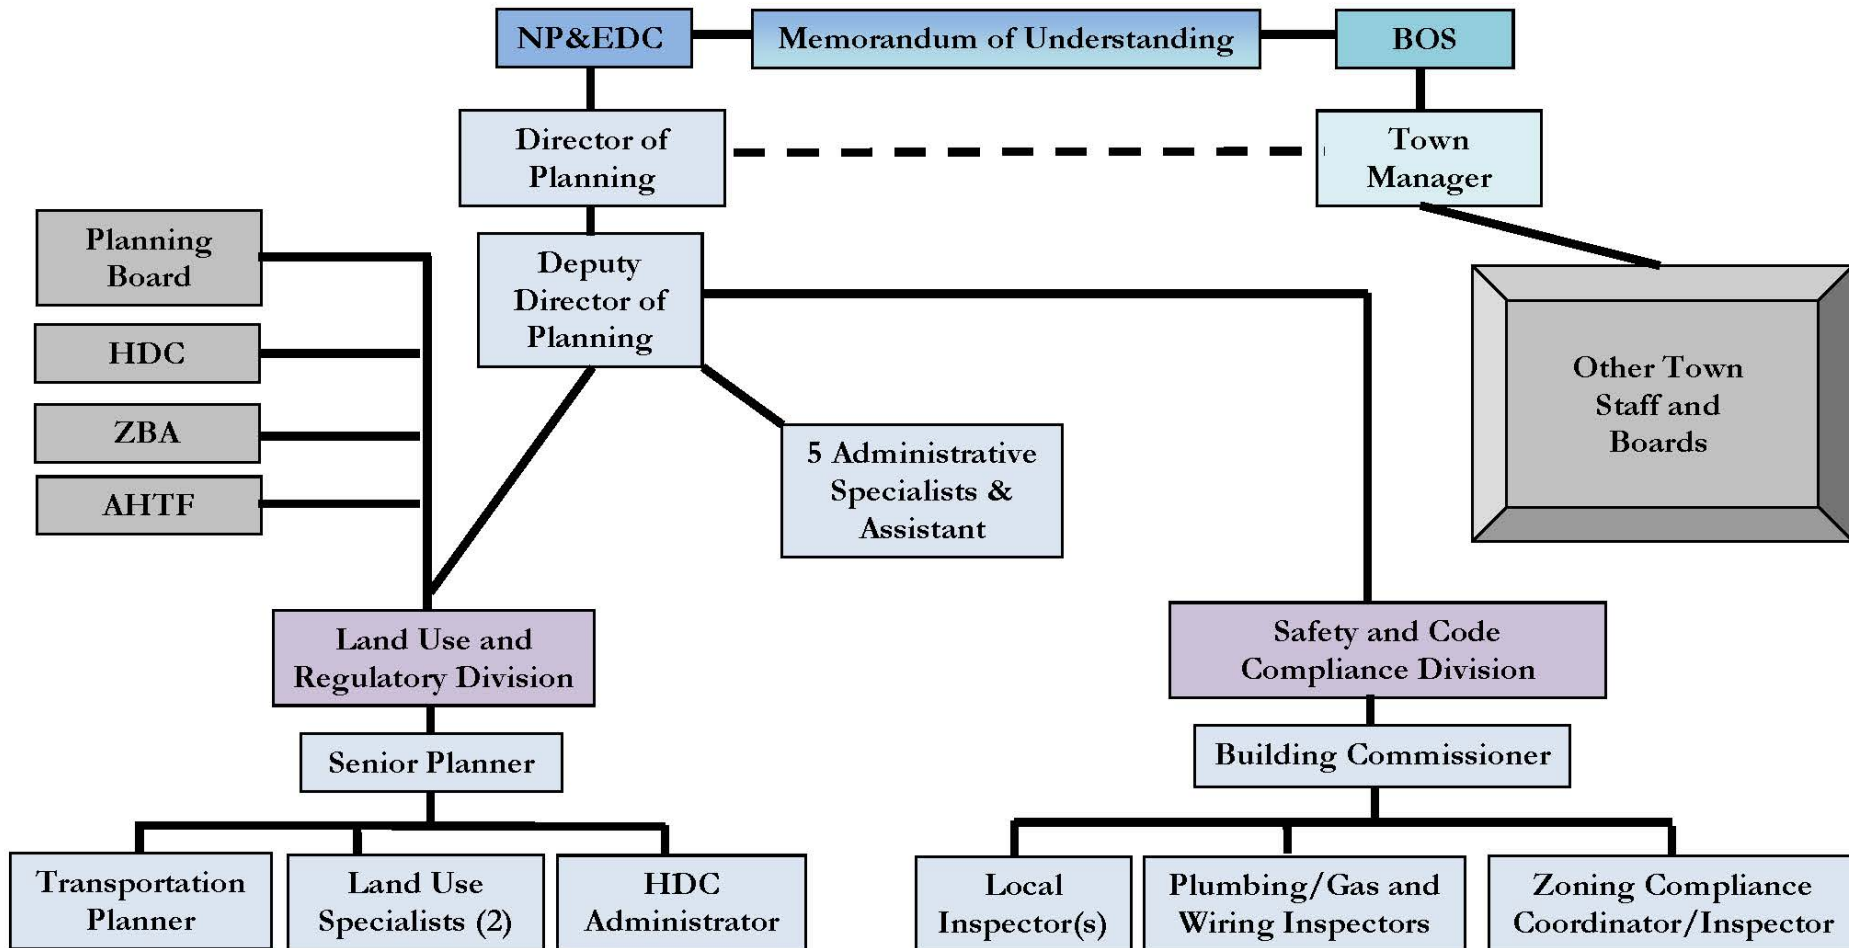 NP&EDC
Memorandum of Understanding
BOS
Director of
Planning
Town
Manager
Planning
Board
HDC
ZBA
AHTF
Deputy
Director of
Planning
5 Administrative
Specialists &
Assistant
Other Town
Staff and
Boards
Land Use and
Regulatory Division
Safety and Code
Compliance Division
Senior Planner
Building Commissioner
Transportation
Planner
Land Use
Specialists (2)
HDC
Administrator
Local
Inspector(s)
Plumbing/Gas and
Wiring Inspectors
Zoning Compliance
Coordinator/Inspector